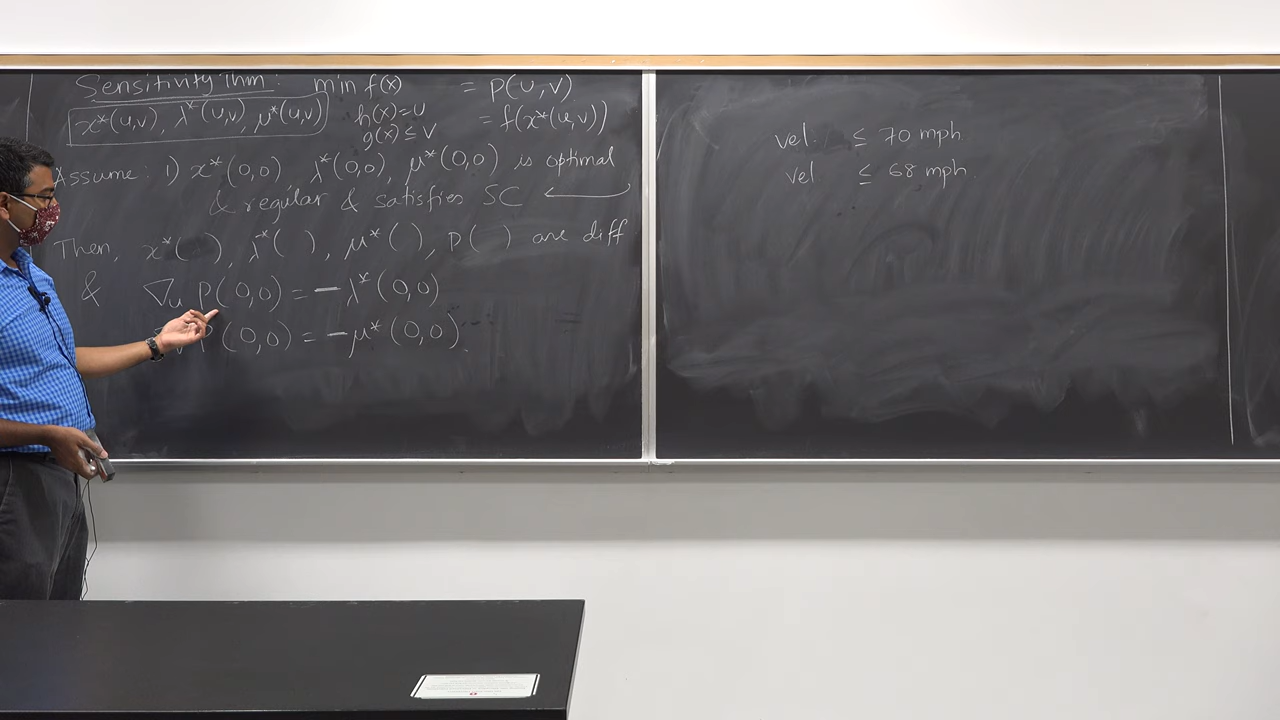 Sensitivity Thm: min f(x) = P(u,v)
x*(u,v), λ*(u,v), μ*(u,v) h(x)=u = f(x*(u,v))
g(x) ≤ v
Assume: 1) x*(0,0) λ*(0,0), μ*(0,0) is optimal
& regular & satisfies SC ←
Then, x*( ), λ*( ), μ*( ), P( ) are diff
& ∇u P(0,0) = - λ*(0,0)
P(0,0) = - μ*(0,0)
vel. ≤ 70 mph.
vel ≤ 68 mph.